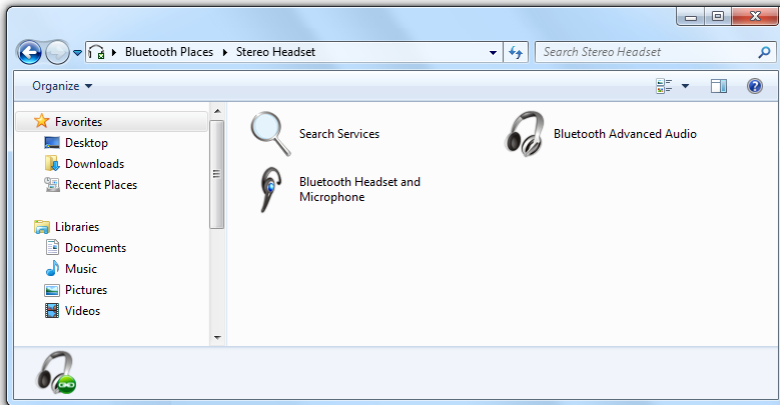 Bluetooth Places Stereo Headset Search Stereo Headset
Organize
Favorites
Desktop
Downloads
Recent Places
Libraries
Documents
Music
Pictures
Videos
Search Services
Bluetooth Advanced Audio
Bluetooth Headset and
Microphone